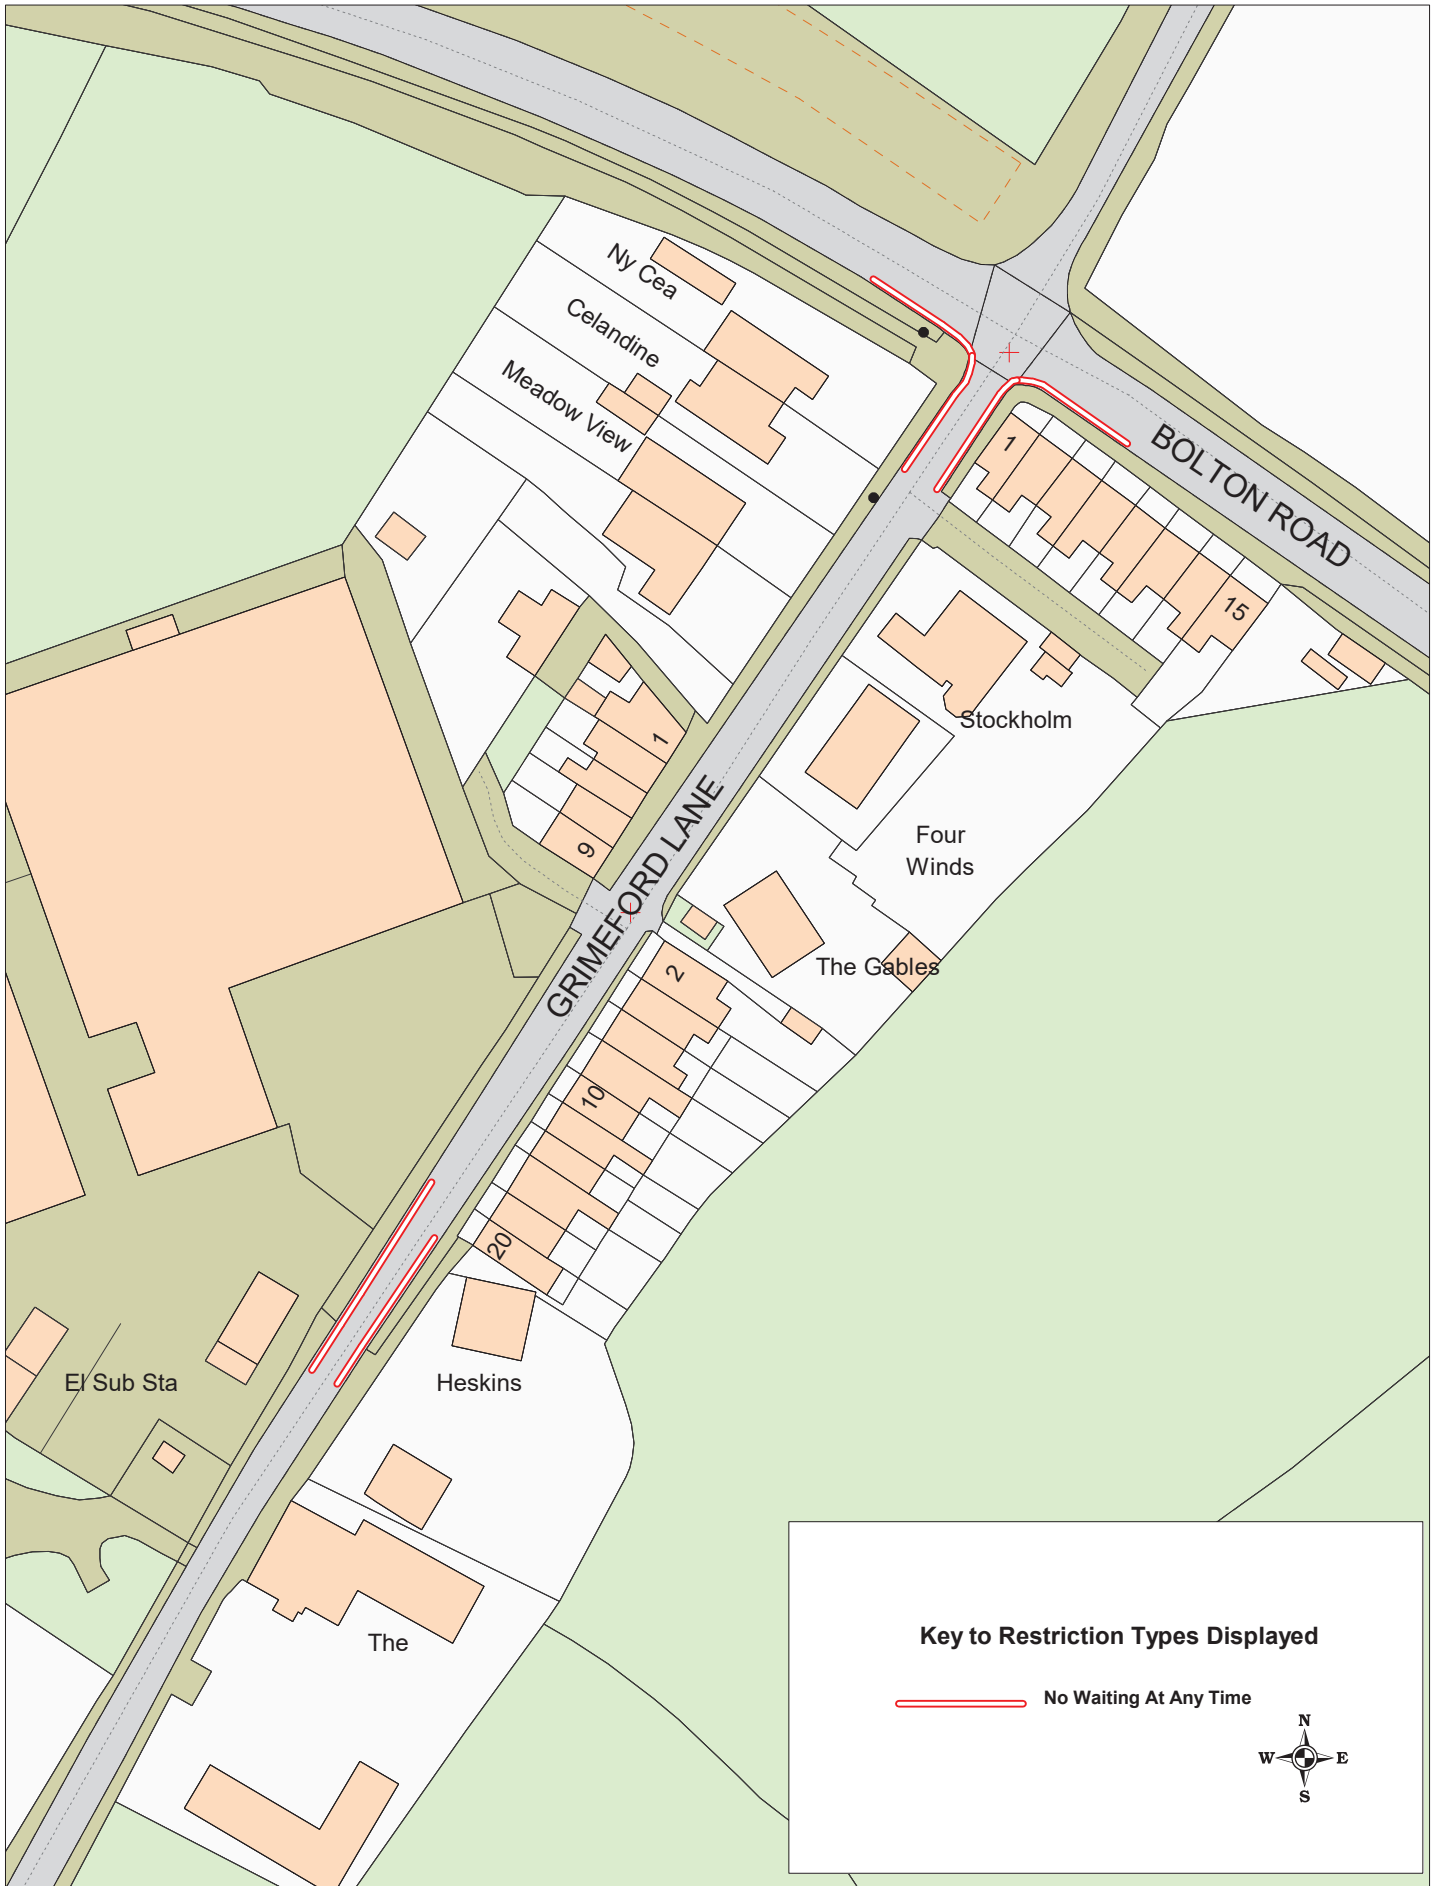 Ny Cea
Celandine
Meadow View
1
BOLTON ROAD
15
Stockholm
1
9
GRIMEFORD LANE
Four
Winds
The Gables
2
10
20
El Sub Sta
Heskins
The
Key to Restriction Types Displayed
No Waiting At Any Time
N
W E
S